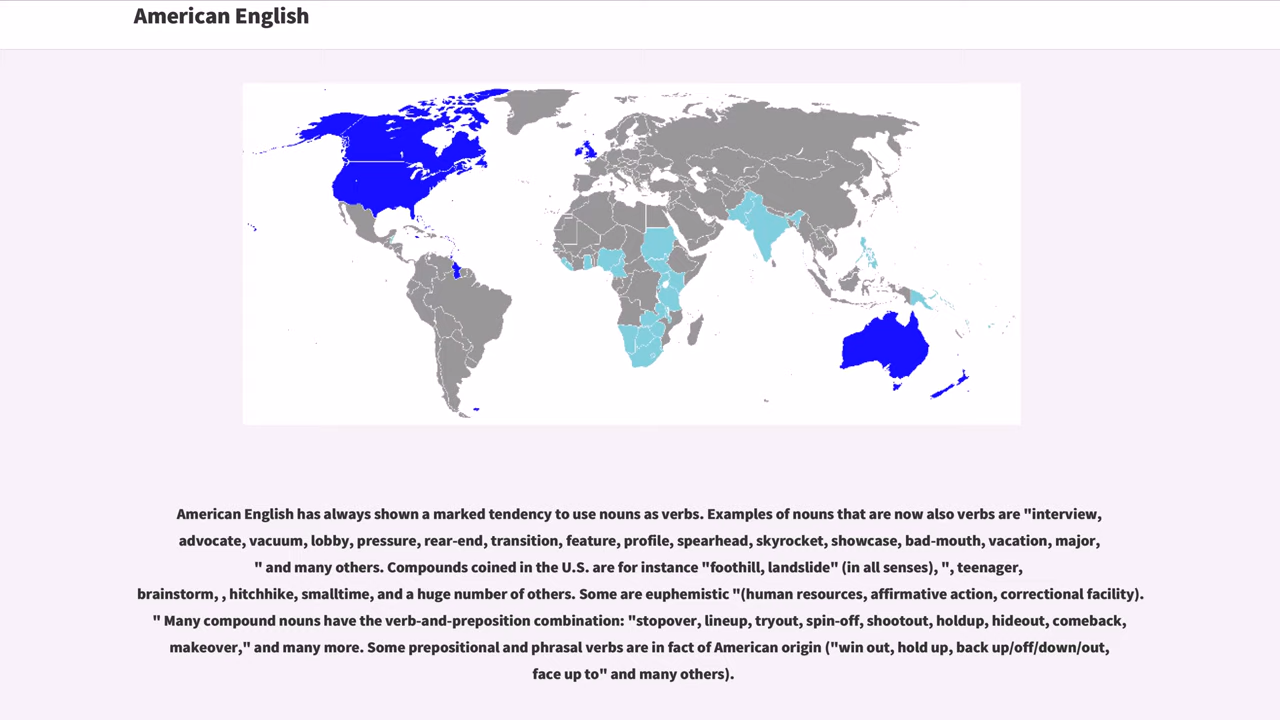 American English
American English has always shown a marked tendency to use nouns as verbs. Examples of nouns that are now also verbs are "interview,
advocate, vacuum, lobby, pressure, rear-end, transition, feature, profile, spearhead, skyrocket, showcase, bad-mouth, vacation, major,
" and many others. Compounds coined in the U.S. are for instance "foothill, landslide" (in all senses), ", teenager,
brainstorm, , hitchhike, smalltime, and a huge number of others. Some are euphemistic "(human resources, affirmative action, correctional facility).
" Many compound nouns have the verb-and-preposition combination: "stopover, lineup, tryout, spin-off, shootout, holdup, hideout, comeback,
makeover," and many more. Some prepositional and phrasal verbs are in fact of American origin ("win out, hold up, back up/off/down/out,
face up to" and many others).